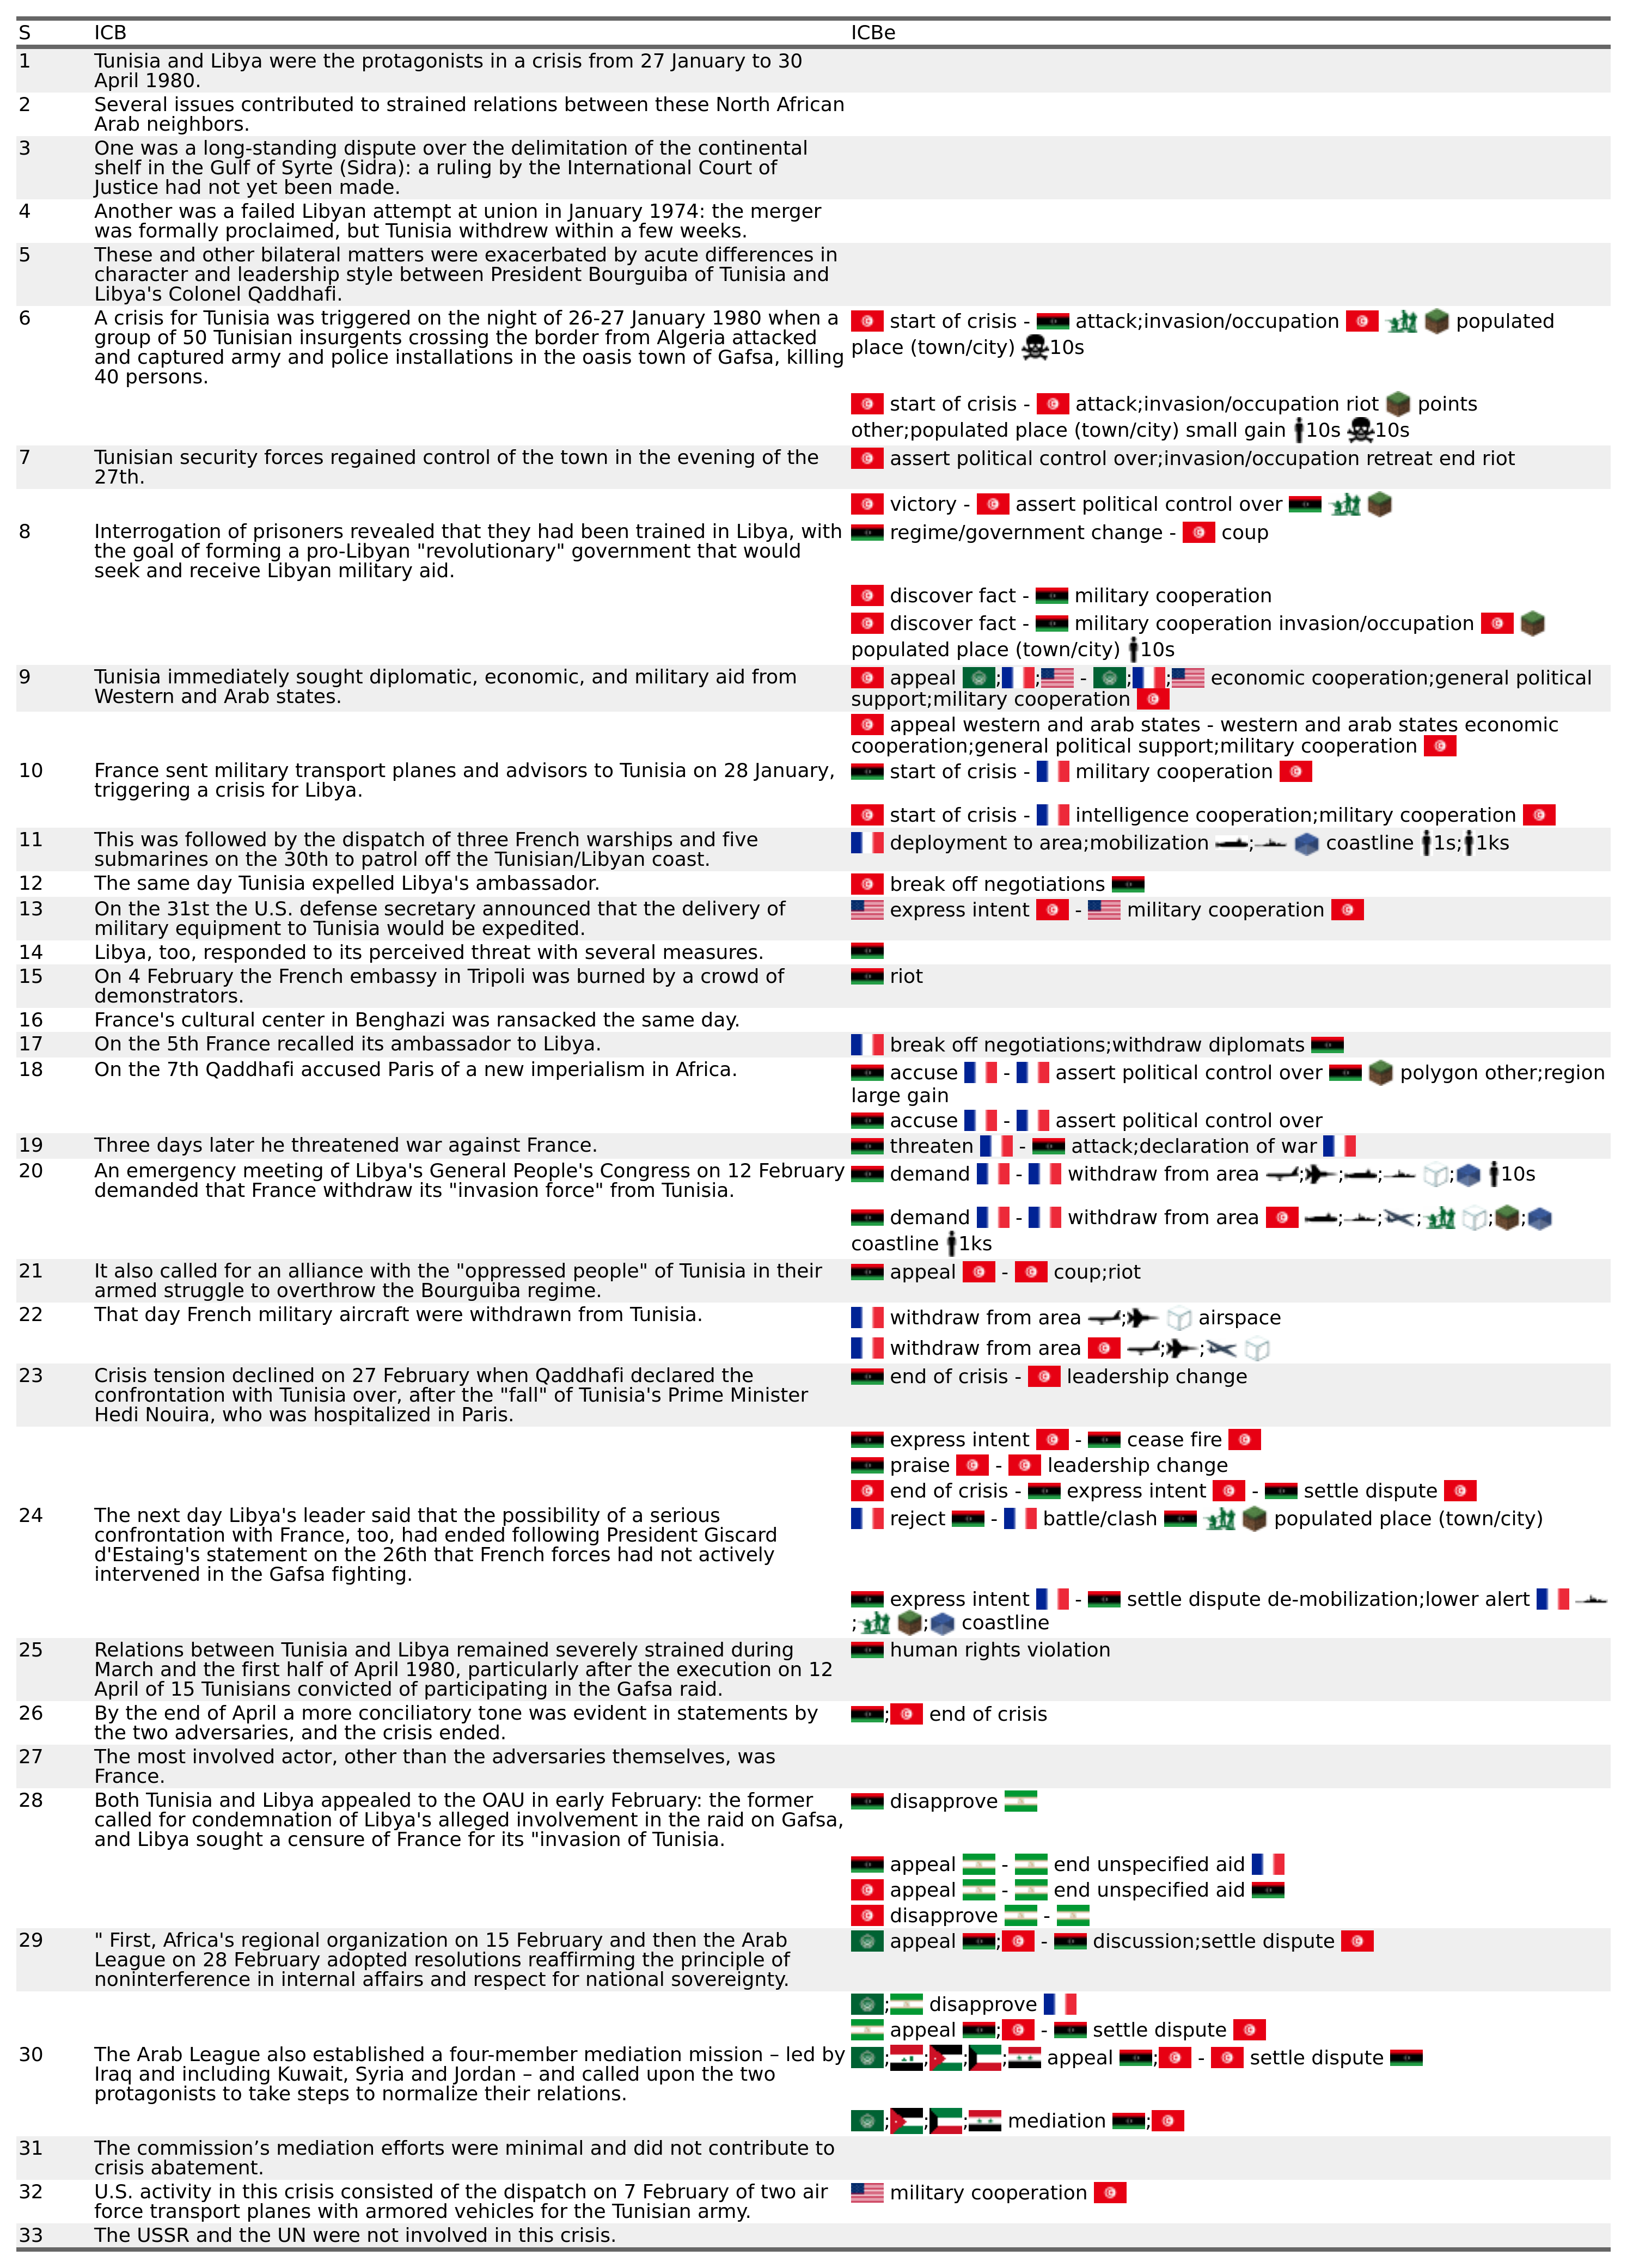 S ICB ICBe
1 Tunisia and Libya were the protagonists in a crisis from 27 January to 30
April 1980.
2 Several issues contributed to strained relations between these North African
Arab neighbors.
3 One was a long-standing dispute over the delimitation of the continental
shelf in the Gulf of Syrte (Sidra): a ruling by the International Court of
Justice had not yet been made.
4 Another was a failed Libyan attempt at union in January 1974: the merger
was formally proclaimed, but Tunisia withdrew within a few weeks.
5 These and other bilateral matters were exacerbated by acute differences in
character and leadership style between President Bourguiba of Tunisia and
Libya's Colonel Qaddhafi.
6 A crisis for Tunisia was triggered on the night of 26-27 January 1980 when a
group of 50 Tunisian insurgents crossing the border from Algeria attacked
and captured army and police installations in the oasis town of Gafsa, killing
40 persons.
start of crisis - attack;invasion/occupation populated
place (town/city) 10s
start of crisis - attack;invasion/occupation riot points
other;populated place (town/city) small gain 10s 10s
7 Tunisian security forces regained control of the town in the evening of the
27th.
assert political control over;invasion/occupation retreat end riot
victory - assert political control over
8 Interrogation of prisoners revealed that they had been trained in Libya, with
the goal of forming a pro-Libyan "revolutionary" government that would
seek and receive Libyan military aid.
regime/government change - coup
discover fact - military cooperation
discover fact - military cooperation invasion/occupation
populated place (town/city) 10s
9 Tunisia immediately sought diplomatic, economic, and military aid from
Western and Arab states.
appeal ; ; - ; ; economic cooperation;general political
support;military cooperation
appeal western and arab states - western and arab states economic
cooperation;general political support;military cooperation
10 France sent military transport planes and advisors to Tunisia on 28 January,
triggering a crisis for Libya.
start of crisis - military cooperation
start of crisis - intelligence cooperation;military cooperation
11 This was followed by the dispatch of three French warships and five
submarines on the 30th to patrol off the Tunisian/Libyan coast.
deployment to area;mobilization ; coastline 1s; 1ks
12 The same day Tunisia expelled Libya's ambassador.
break off negotiations
13 On the 31st the U.S. defense secretary announced that the delivery of
military equipment to Tunisia would be expedited.
express intent - military cooperation
14 Libya, too, responded to its perceived threat with several measures.
15 On 4 February the French embassy in Tripoli was burned by a crowd of
demonstrators.
riot
16 France's cultural center in Benghazi was ransacked the same day.
17 On the 5th France recalled its ambassador to Libya.
break off negotiations;withdraw diplomats
18 On the 7th Qaddhafi accused Paris of a new imperialism in Africa.
accuse - assert political control over polygon other;region
large gain
accuse - assert political control over
19 Three days later he threatened war against France.
threaten - attack;declaration of war
20 An emergency meeting of Libya's General People's Congress on 12 February
demanded that France withdraw its "invasion force" from Tunisia.
demand - withdraw from area ; ; ; ; 10s
demand - withdraw from area ; ; ; ; ;
coastline 1ks
21 It also called for an alliance with the "oppressed people" of Tunisia in their
armed struggle to overthrow the Bourguiba regime.
appeal - coup;riot
22 That day French military aircraft were withdrawn from Tunisia.
withdraw from area ; airspace
withdraw from area ; ;
23 Crisis tension declined on 27 February when Qaddhafi declared the
confrontation with Tunisia over, after the "fall" of Tunisia's Prime Minister
Hedi Nouira, who was hospitalized in Paris.
end of crisis - leadership change
express intent - cease fire
praise - leadership change
end of crisis - express intent - settle dispute
24 The next day Libya's leader said that the possibility of a serious
confrontation with France, too, had ended following President Giscard
d'Estaing's statement on the 26th that French forces had not actively
intervened in the Gafsa fighting.
reject - battle/clash populated place (town/city)
express intent - settle dispute de-mobilization;lower alert
; ; coastline
25 Relations between Tunisia and Libya remained severely strained during
March and the first half of April 1980, particularly after the execution on 12
April of 15 Tunisians convicted of participating in the Gafsa raid.
human rights violation
26 By the end of April a more conciliatory tone was evident in statements by
the two adversaries, and the crisis ended.
; end of crisis
27 The most involved actor, other than the adversaries themselves, was
France.
28 Both Tunisia and Libya appealed to the OAU in early February: the former
called for condemnation of Libya's alleged involvement in the raid on Gafsa,
and Libya sought a censure of France for its "invasion of Tunisia.
disapprove
appeal - end unspecified aid
appeal - end unspecified aid
disapprove -
29 " First, Africa's regional organization on 15 February and then the Arab
League on 28 February adopted resolutions reaffirming the principle of
noninterference in internal affairs and respect for national sovereignty.
appeal ; - discussion;settle dispute
; disapprove
appeal ; - settle dispute
30 The Arab League also established a four-member mediation mission – led by
Iraq and including Kuwait, Syria and Jordan – and called upon the two
protagonists to take steps to normalize their relations.
; ; ; ; appeal ; - settle dispute
; ; ; mediation ;
31 The commission’s mediation efforts were minimal and did not contribute to
crisis abatement.
32 U.S. activity in this crisis consisted of the dispatch on 7 February of two air
force transport planes with armored vehicles for the Tunisian army.
military cooperation
33 The USSR and the UN were not involved in this crisis.